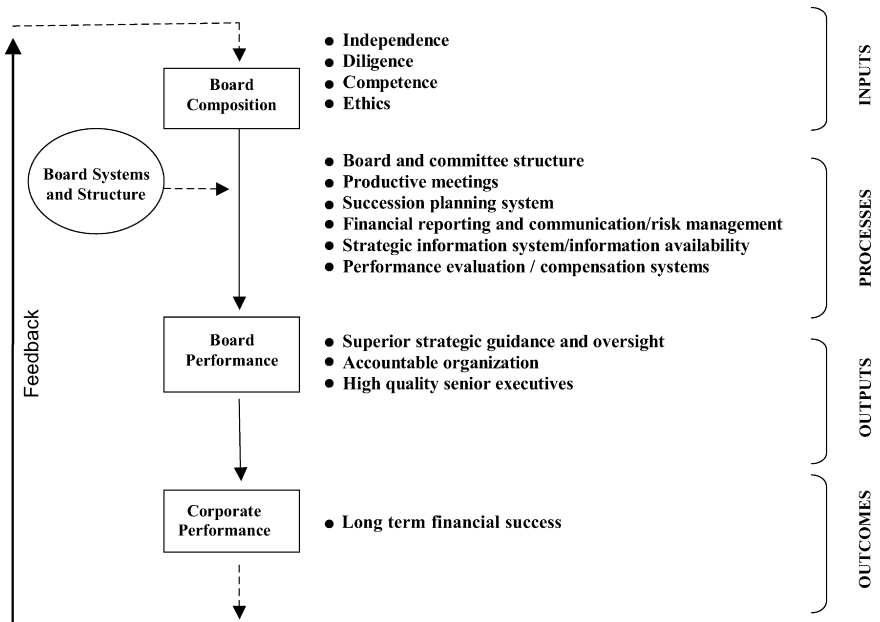 Board
Composition
Independence
Diligence
Competence
Ethics
INPUTS
Board Systems
and Structure
Board and committee structure
Productive meetings
Succession planning system
Financial reporting and communication/risk management
Strategic information system/information availability
Performance evaluation / compensation systems
PROCESSES
Feedback
Board
Performance
Superior strategic guidance and oversight
Accountable organization
High quality senior executives
OUTPUTS
Corporate
Performance
Long term financial success
OUTCOMES